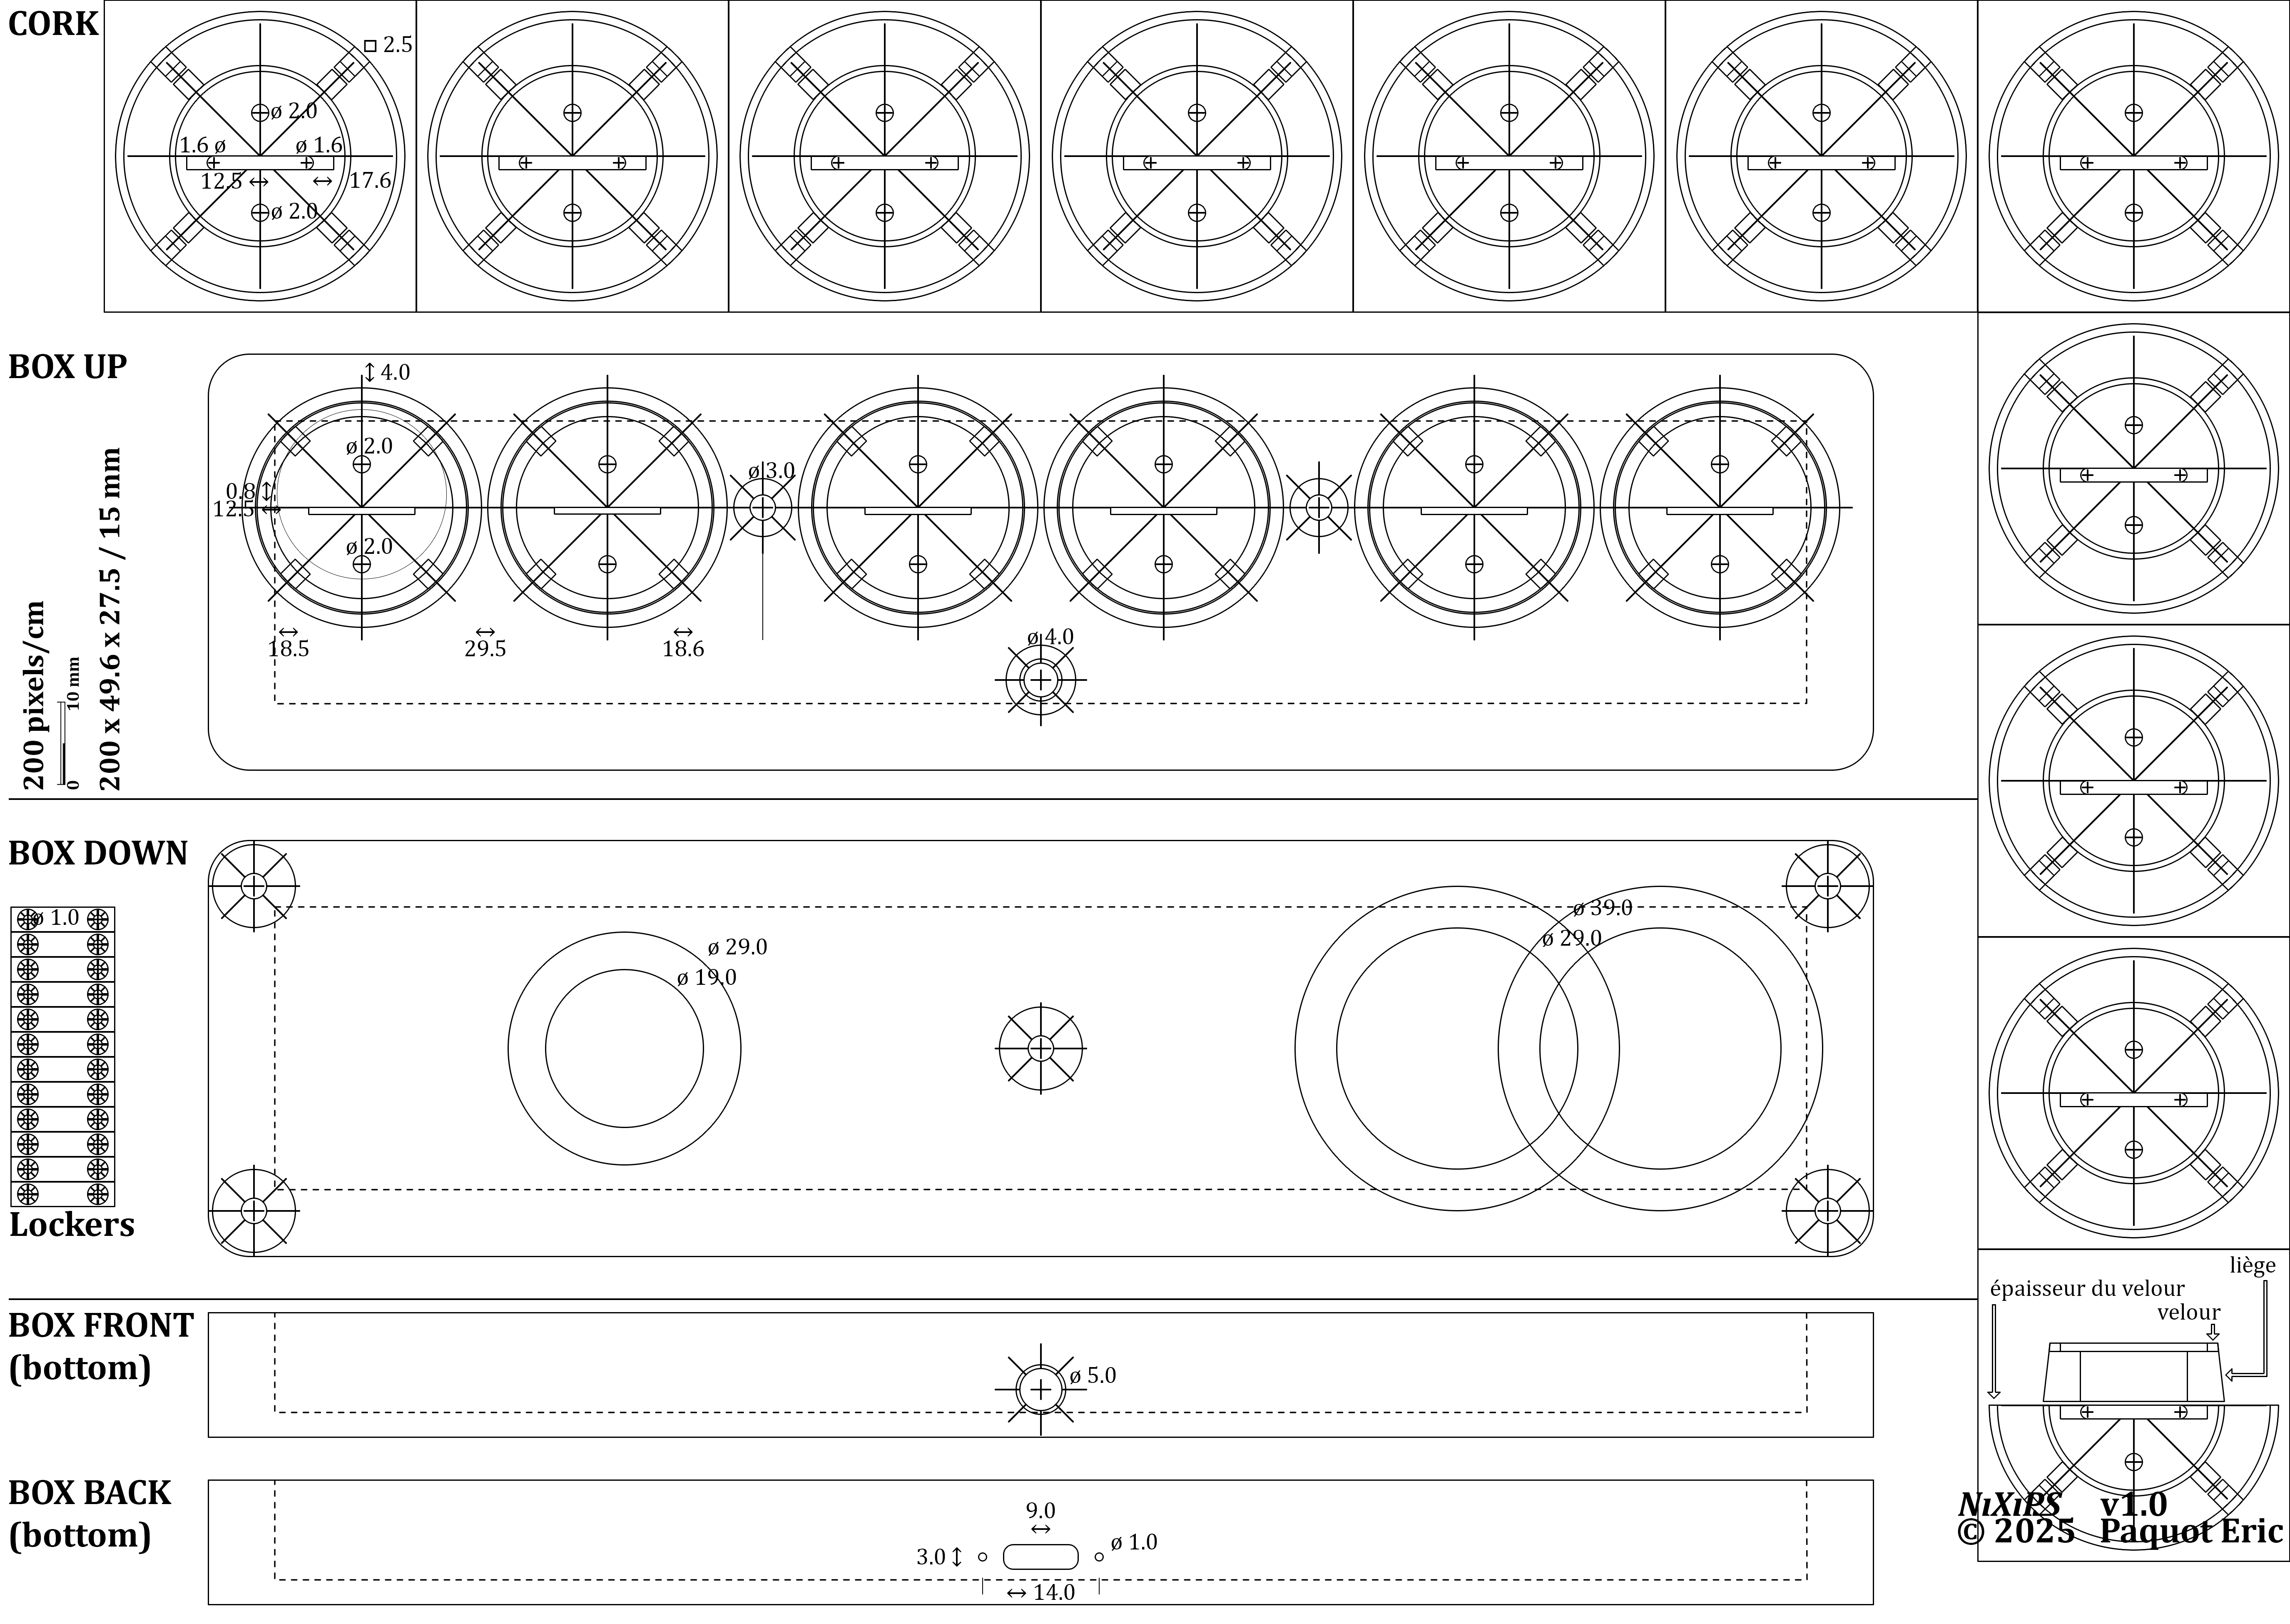 CORK
□ 2.5
ø 2.0
1.6 ø
ø 1.6
12.5 ↔
↔ 17.6
ø 2.0
BOX UP
↕ 4.0
ø 2.0
ø 3.0
0.8 ↕
12.5 ↔
ø 2.0
↔
18.5
↔
29.5
↔
18.6
ø 4.0
200 pixels/cm
0 10 mm
200 x 49.6 x 27.5 / 15 mm
BOX DOWN
ø 1.0
ø 39.0
ø 29.0
ø 29.0
ø 19.0
Lockers
liège
épaisseur du velour
velour
BOX FRONT
(bottom)
ø 5.0
BOX BACK
(bottom)
9.0
↔
ø 1.0
3.0 ↕
↔ 14.0
NıXıPS v1.0
© 2025 Paquot Eric